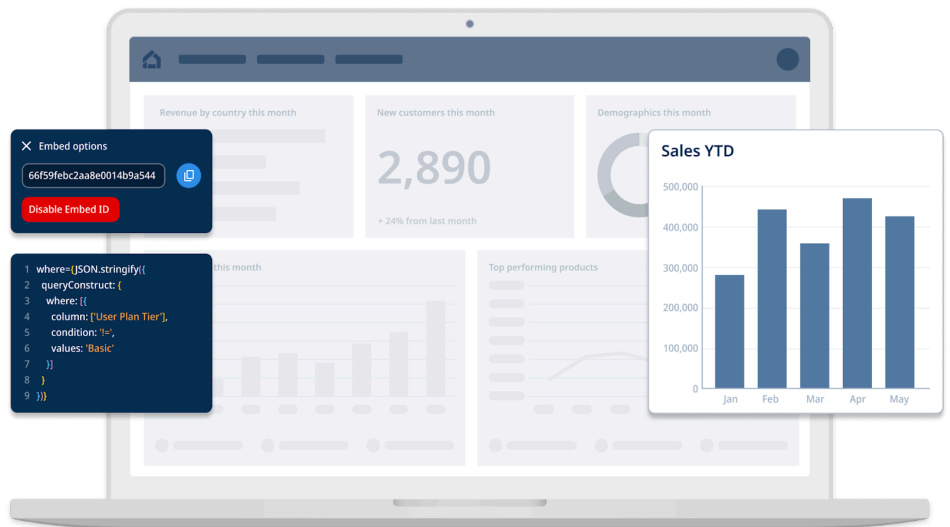 Revenue by country this month
New customers this month
Demographics this month
2,890
+ 24% from last month
Embed options
66f59febc2aa8e0014b9a544
Disable Embed ID
1 where={JSON.stringify({
2 queryConstruct: {
3 where: [{
4 column: ['User Plan Tier'],
5 condition: '!=',
6 values: 'Basic'
7 }]
8 }
9 })}
this month
Top performing products
Sales YTD
500,000
400,000
300,000
200,000
100,000
0
Jan Feb Mar Apr May